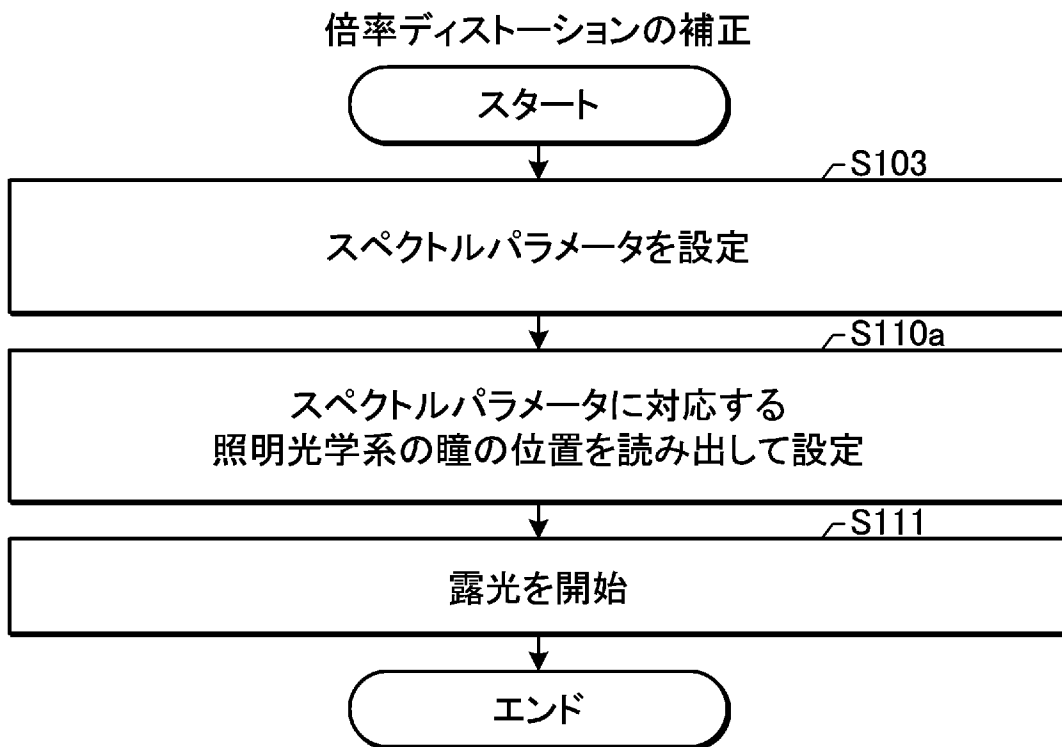 倍率ディストーションの補正
スタート
S103
スペクトルパラメータを設定
S110a
スペクトルパラメータに対応する
照明光学系の瞳の位置を読み出して設定
S111
露光を開始
エンド